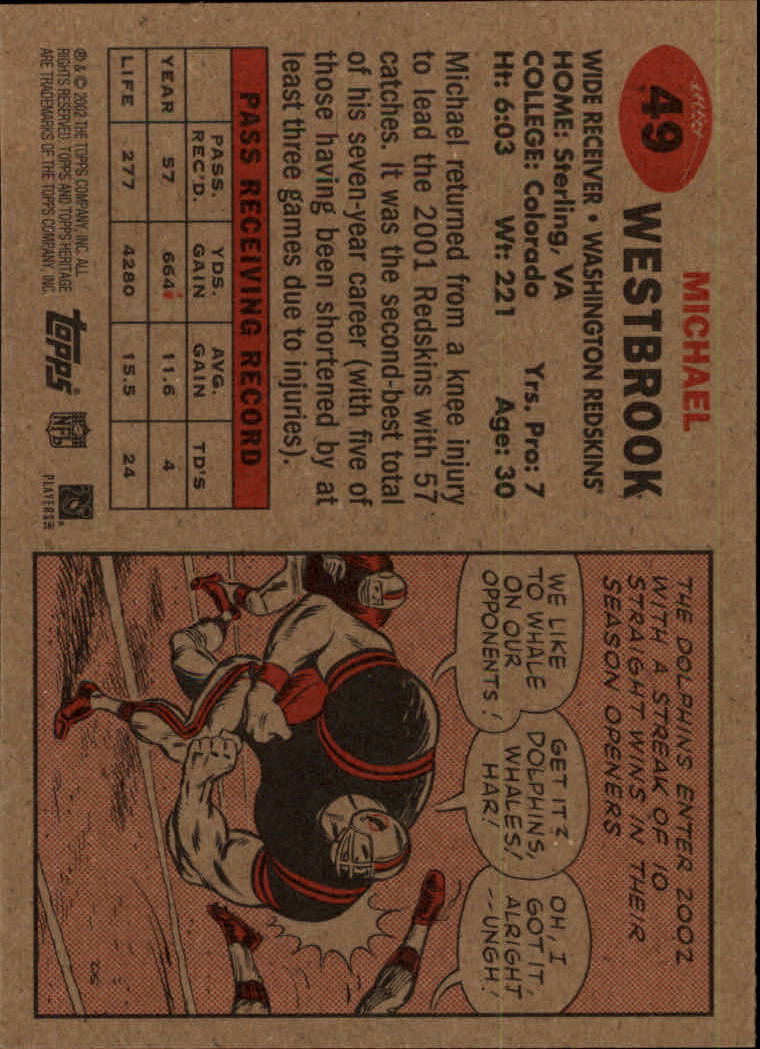 49
MICHAEL
WESTBROOK
WIDE RECEIVER • WASHINGTON REDSKINS
HOME: Sterling, VA
COLLEGE: Colorado Yrs. Pro: 7
Ht: 6:03 Wt: 221 Age: 30
Michael returned from a knee injury
to lead the 2001 Redskins with 57
catches. It was the second-best total
of his seven-year career (with five of
those having been shortened by at
least three games due to injuries).
PASS RECEIVING RECORD
PASS. REC'D. YDS. GAIN AVG. GAIN TD'S
YEAR 57 664 11.6 4
LIFE 277 4280 15.5 24
® & © 2002 THE TOPPS COMPANY, INC. ALL
RIGHTS RESERVED. TOPPS AND TOPPS HERITAGE
ARE TRADEMARKS OF THE TOPPS COMPANY, INC.
topps
NFL
PLAYERS
THE DOLPHINS ENTER 2002
WITH A STREAK OF 10
STRAIGHT WINS IN THEIR
SEASON OPENERS
WE LIKE
TO WHALE
ON OUR
OPPONENTS!
GET IT?
DOLPHINS,
WHALES!
HAR!
OH, I
GOT IT,
ALRIGHT
--UNGH!